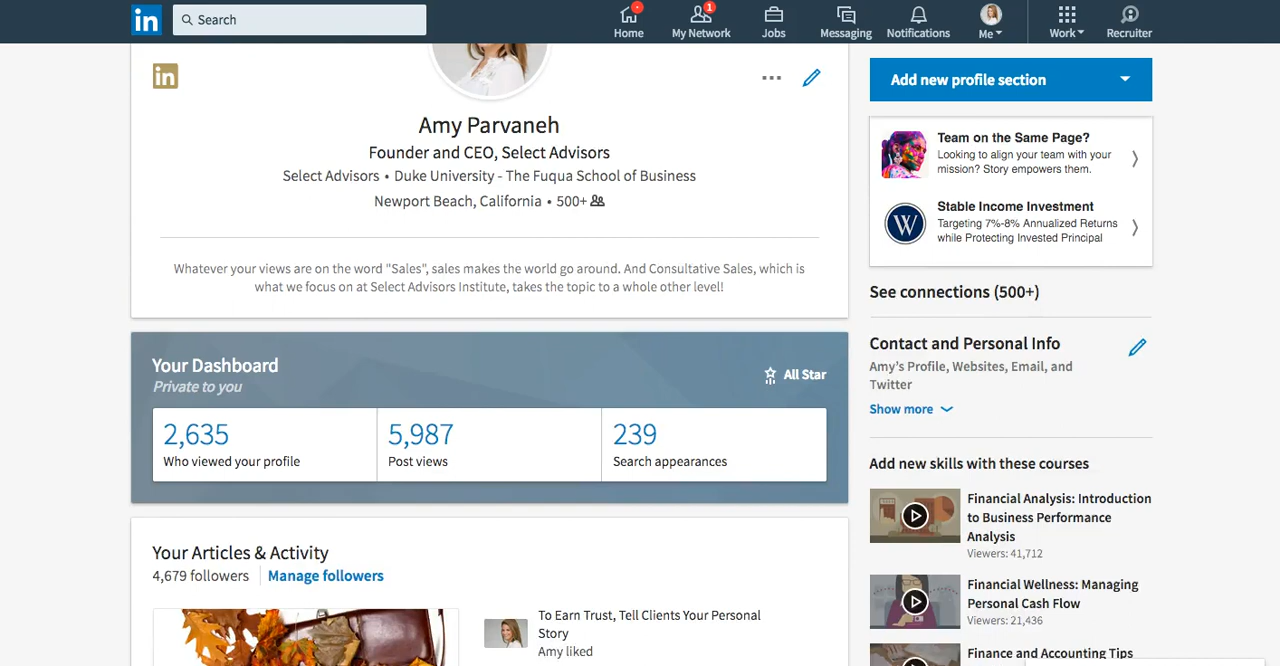 in
Search
Home
1
My Network
Jobs
Messaging
Notifications
Me
Work
Recruiter
in
Amy Parvaneh
Founder and CEO, Select Advisors
Select Advisors • Duke University - The Fuqua School of Business
Newport Beach, California • 500+
Whatever your views are on the word "Sales", sales makes the world go around. And Consultative Sales, which is
what we focus on at Select Advisors Institute, takes the topic to a whole other level!
Your Dashboard
Private to you
All Star
2,635
Who viewed your profile
5,987
Post views
239
Search appearances
Your Articles & Activity
4,679 followers
Manage followers
To Earn Trust, Tell Clients Your Personal
Story
Amy liked
Add new profile section
Team on the Same Page?
Looking to align your team with your
mission? Story empowers them.
W
Stable Income Investment
Targeting 7%-8% Annualized Returns
while Protecting Invested Principal
See connections (500+)
Contact and Personal Info
Amy's Profile, Websites, Email, and
Twitter
Show more
Add new skills with these courses
Financial Analysis: Introduction
to Business Performance
Analysis
Viewers: 41,712
Financial Wellness: Managing
Personal Cash Flow
Viewers: 21,436
Finance and Accounting Tips